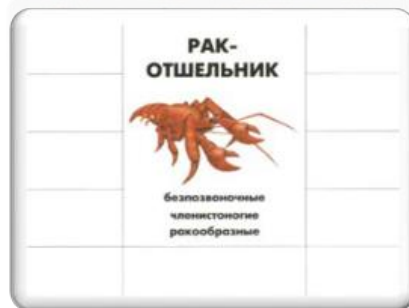 РАК-
ОТШЕЛЬНИК
безпозвоночные
членистоногие
ракообразные